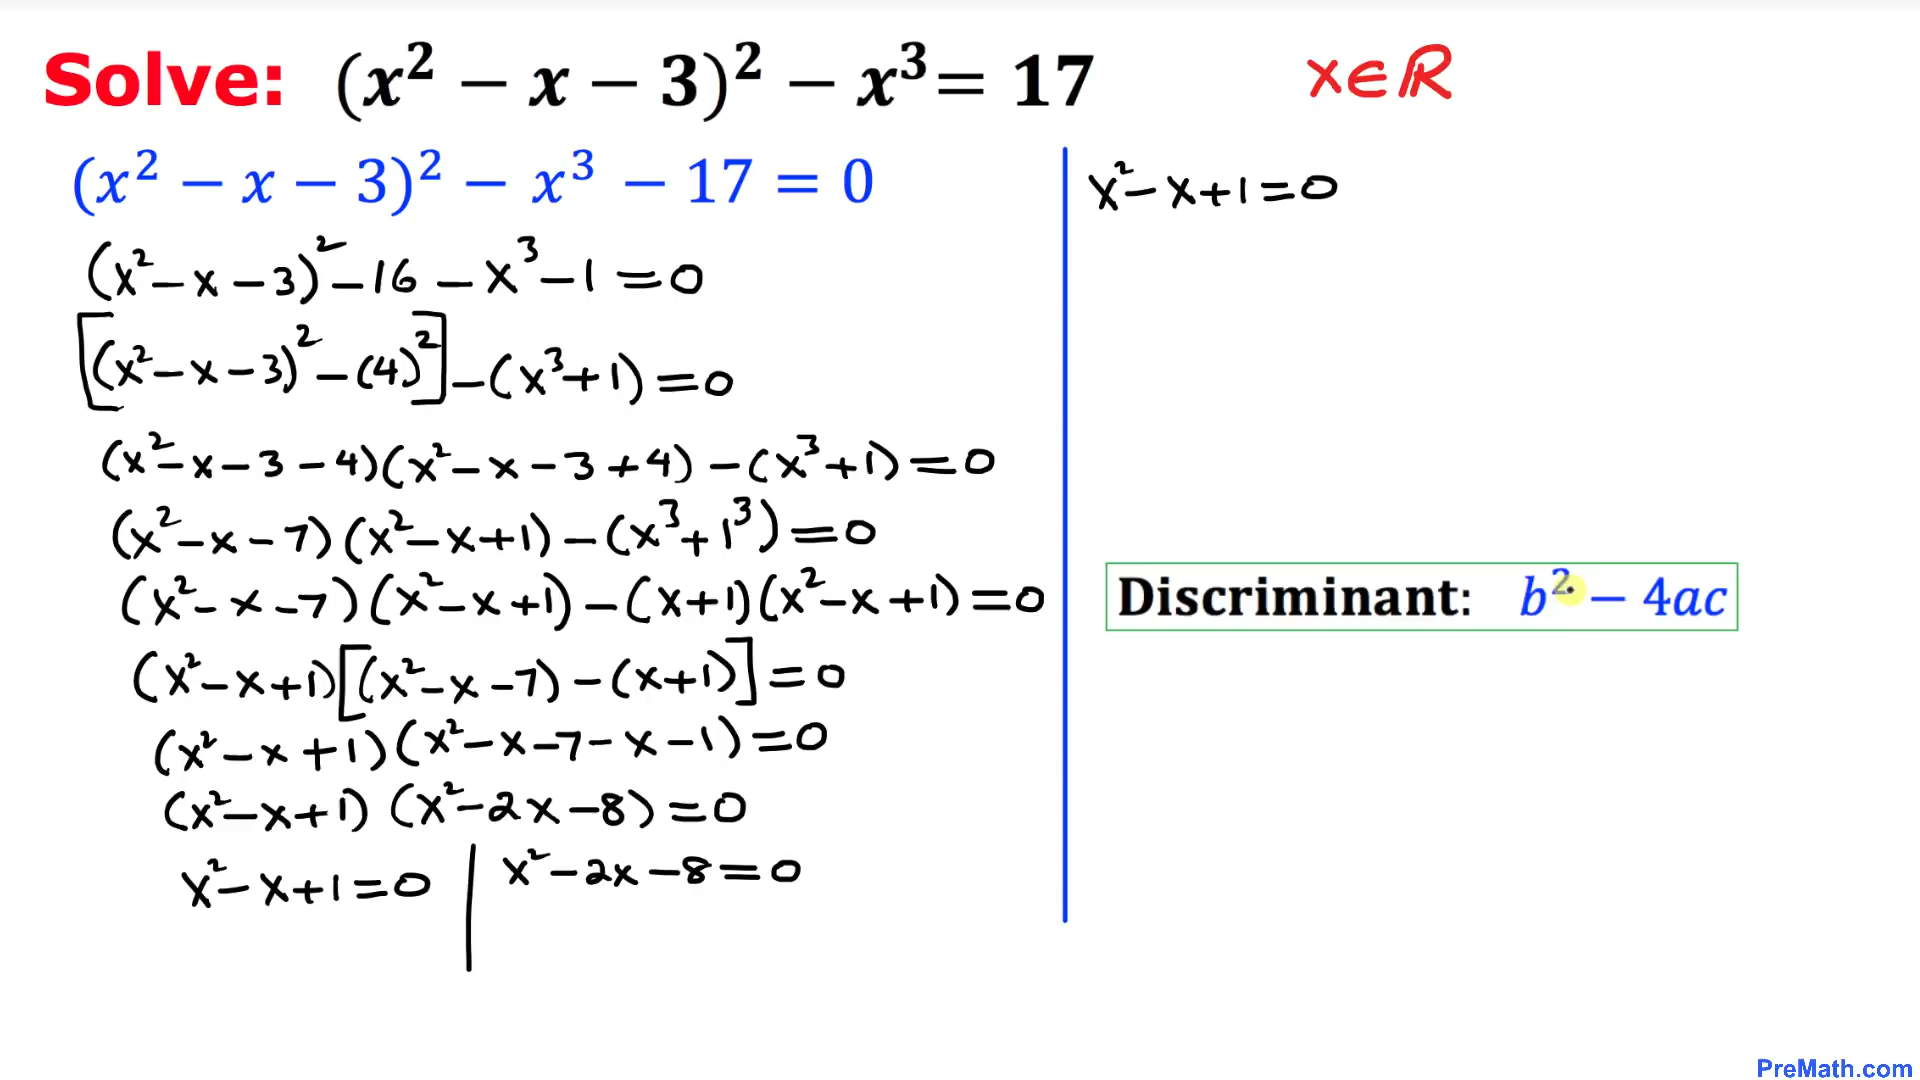 Solve: (x² − x − 3)² − x³ = 17
x ∈ ℝ
(x² − x − 3)² − x³ − 17 = 0
(x² − x − 3)² − 16 − x³ − 1 = 0
[(x² − x − 3)² − (4)²] − (x³ + 1) = 0
(x² − x − 3 − 4)(x² − x − 3 + 4) − (x³ + 1) = 0
(x² − x − 7)(x² − x + 1) − (x³ + 1³) = 0
(x² − x − 7)(x² − x + 1) − (x + 1)(x² − x + 1) = 0
(x² − x + 1)[(x² − x − 7) − (x + 1)] = 0
(x² − x + 1)(x² − x − 7 − x − 1) = 0
(x² − x + 1)(x² − 2x − 8) = 0
x² − x + 1 = 0 | x² − 2x − 8 = 0
x² − x + 1 = 0
Discriminant: b² − 4ac
PreMath.com